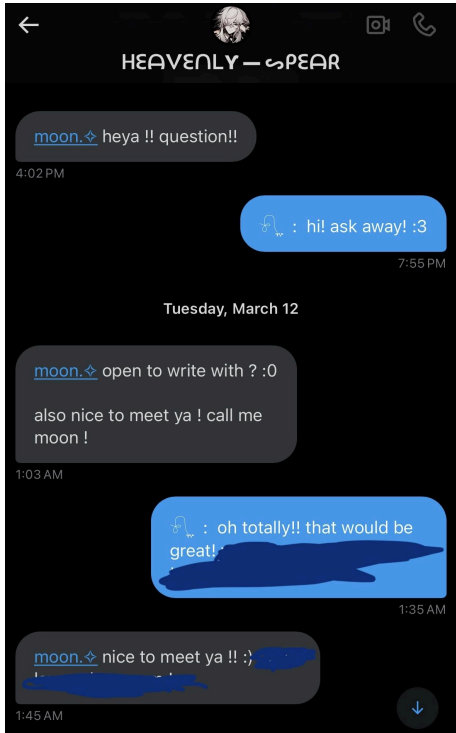 HEAVENLY — SPEAR
moon.✧ heya !! question!!
4:02 PM
: hi! ask away! :3
7:55 PM
Tuesday, March 12
moon.✧ open to write with ? :0
also nice to meet ya ! call me
moon !
1:03 AM
: oh totally!! that would be
great!
1:35 AM
moon.✧ nice to meet ya !! :)
1:45 AM